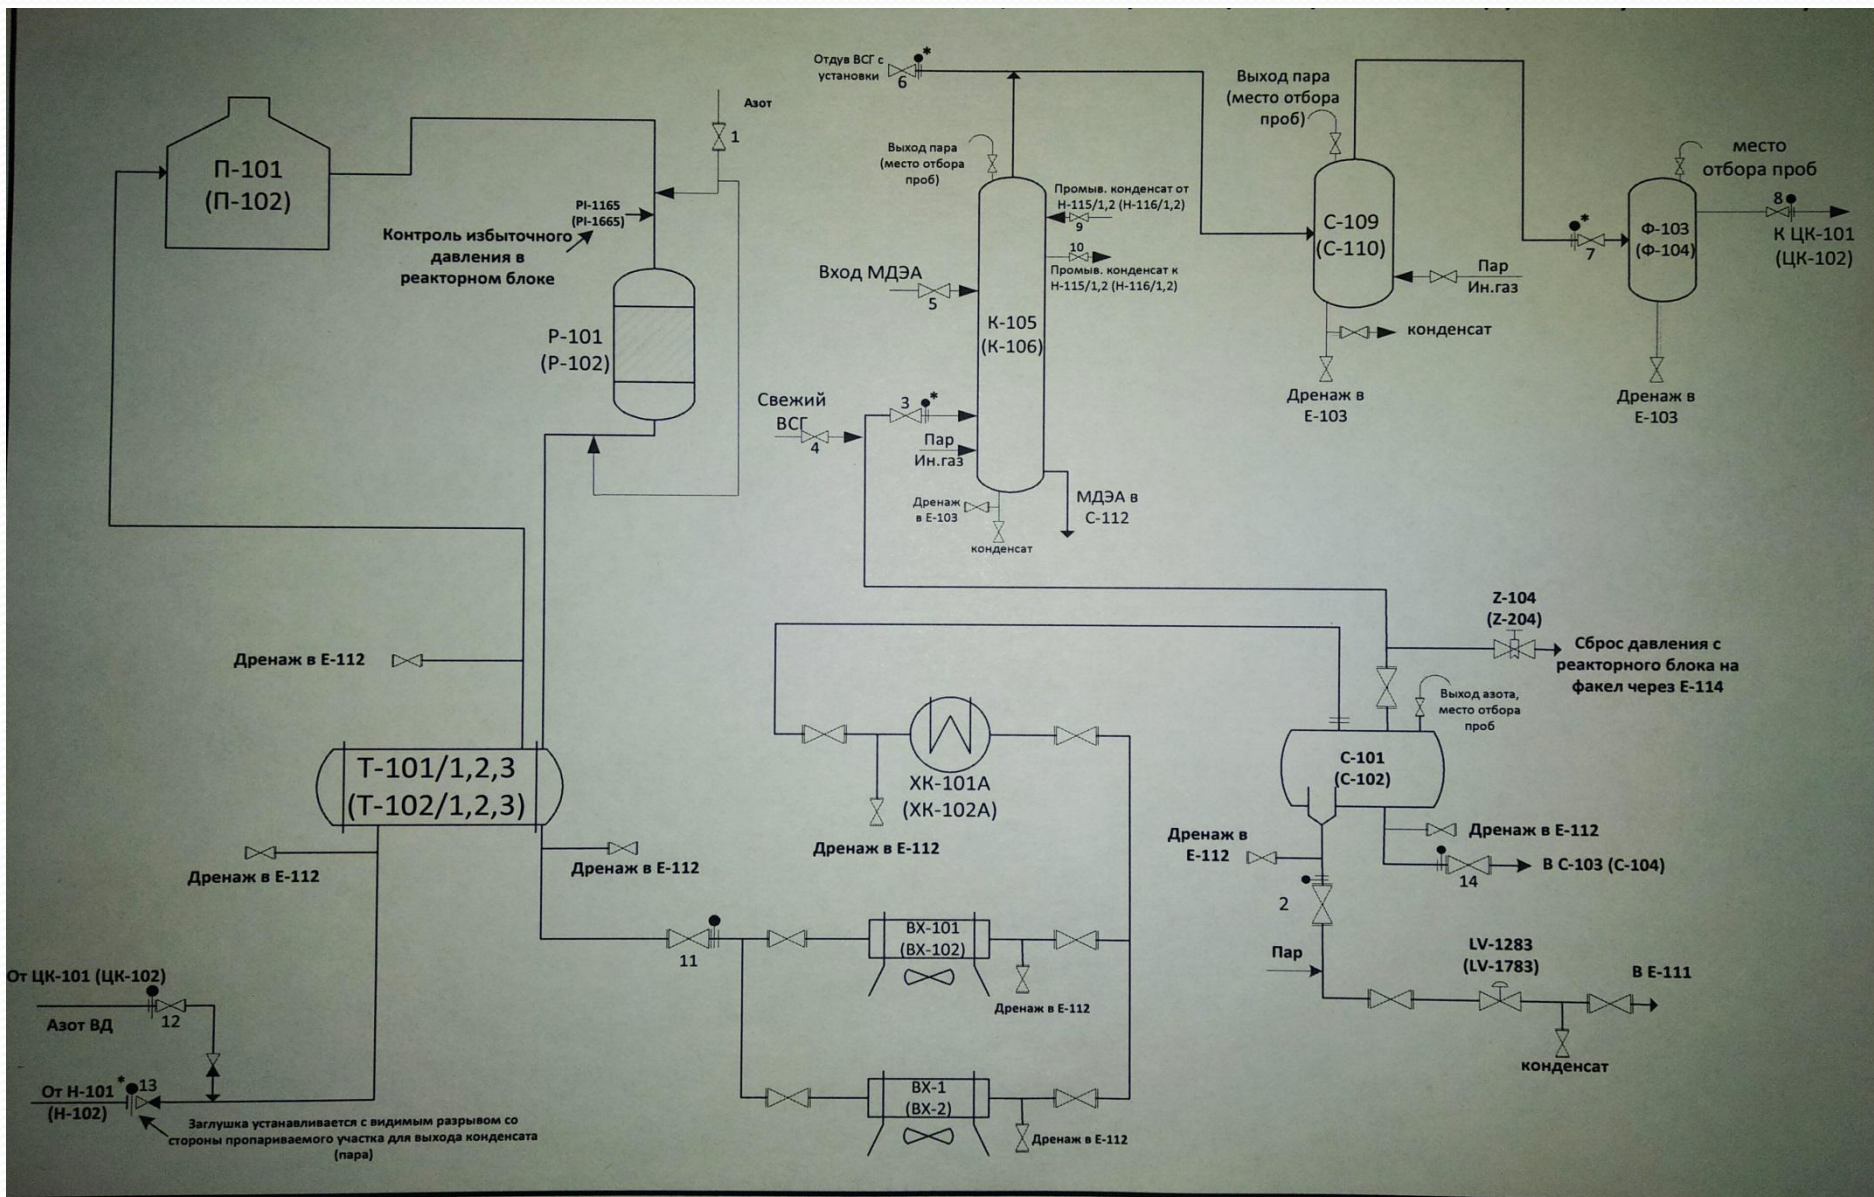 Отдув ВСГ с
установки
*
6
Азот
1
П-101
(П-102)
PI-1165
(PI-1665)
Контроль избыточного
давления в
реакторном блоке
Р-101
(Р-102)
Выход пара
(место отбора
проб)
Промыв. конденсат от
Н-115/1,2 (Н-116/1,2)
9
10
Промыв. конденсат к
Н-115/1,2 (Н-116/1,2)
Вход МДЭА
5
К-105
(К-106)
Свежий
ВСГ
4
3
*
Пар
Ин.газ
Дренаж
в Е-103
конденсат
МДЭА в
С-112
Выход пара
(место отбора
проб)
С-109
(С-110)
Пар
Ин.газ
конденсат
Дренаж в
Е-103
*
7
место
отбора проб
8
Ф-103
(Ф-104)
К ЦК-101
(ЦК-102)
Дренаж в
Е-103
Z-104
(Z-204)
Сброс давления с
реакторного блока на
факел через Е-114
Выход азота,
место отбора
проб
С-101
(С-102)
Дренаж в
Е-112
Дренаж в Е-112
В С-103 (С-104)
14
2
Пар
LV-1283
(LV-1783)
В Е-111
конденсат
Дренаж в Е-112
Т-101/1,2,3
(Т-102/1,2,3)
Дренаж в Е-112
Дренаж в Е-112
ХК-101А
(ХК-102А)
Дренаж в Е-112
11
ВХ-101
(ВХ-102)
Дренаж в Е-112
ВХ-1
(ВХ-2)
Дренаж в Е-112
От ЦК-101 (ЦК-102)
Азот ВД
12
От Н-101
(Н-102)
*
13
Заглушка устанавливается с видимым разрывом со
стороны пропариваемого участка для выхода конденсата
(пара)